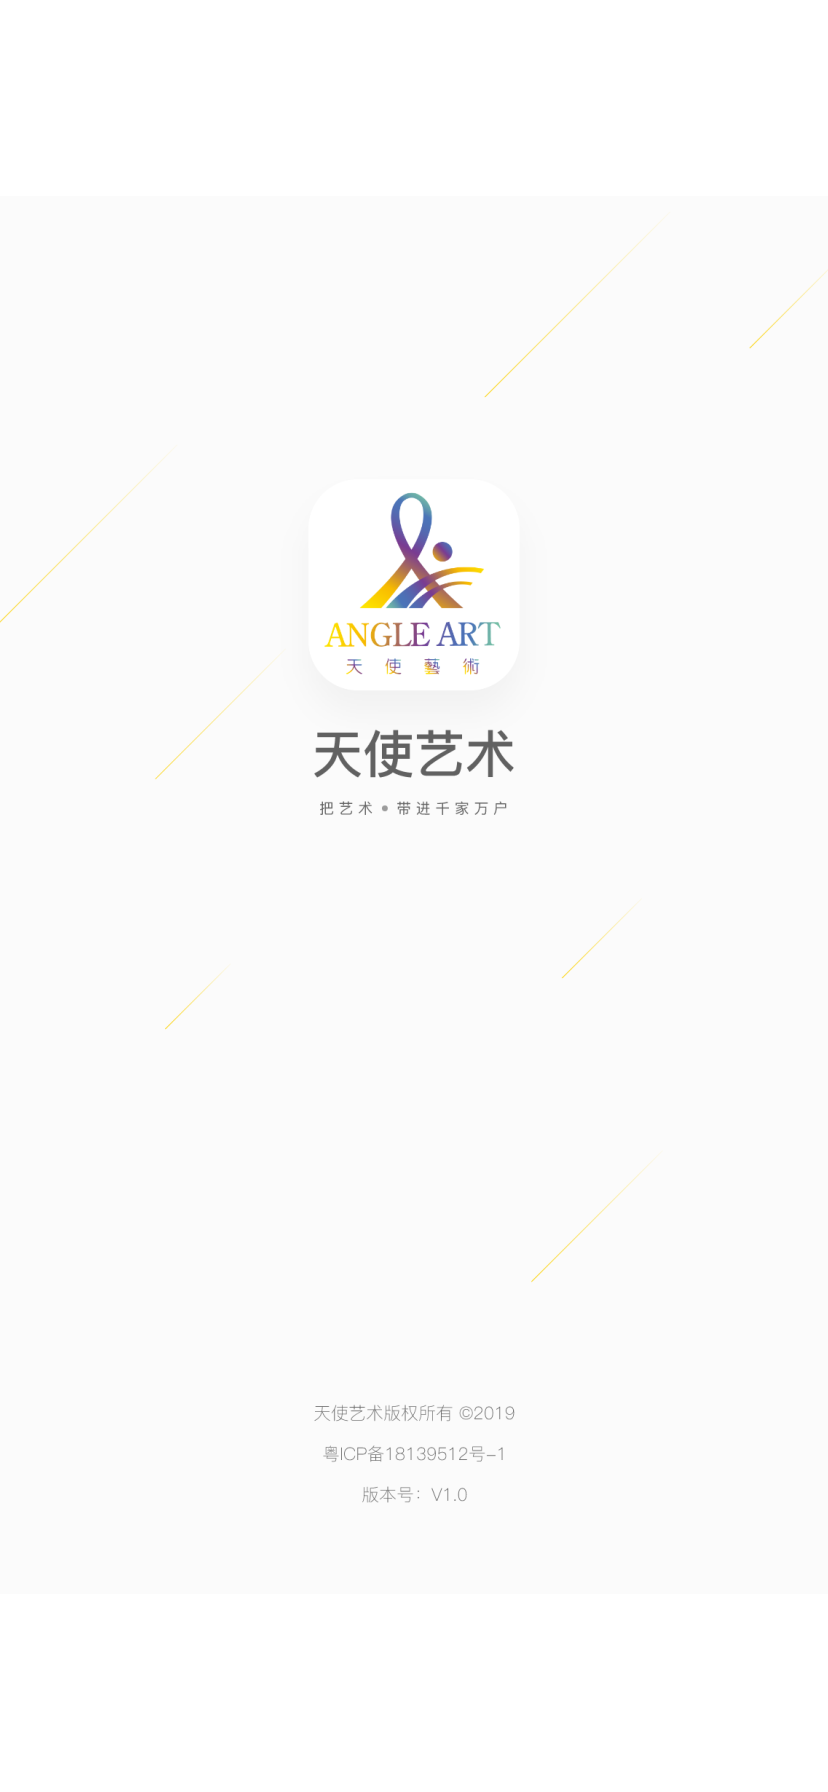 ANGLE ART
天使藝術
天使艺术
把艺术•带进千家万户
天使艺术版权所有 ©2019
粤ICP备18139512号-1
版本号：V1.0